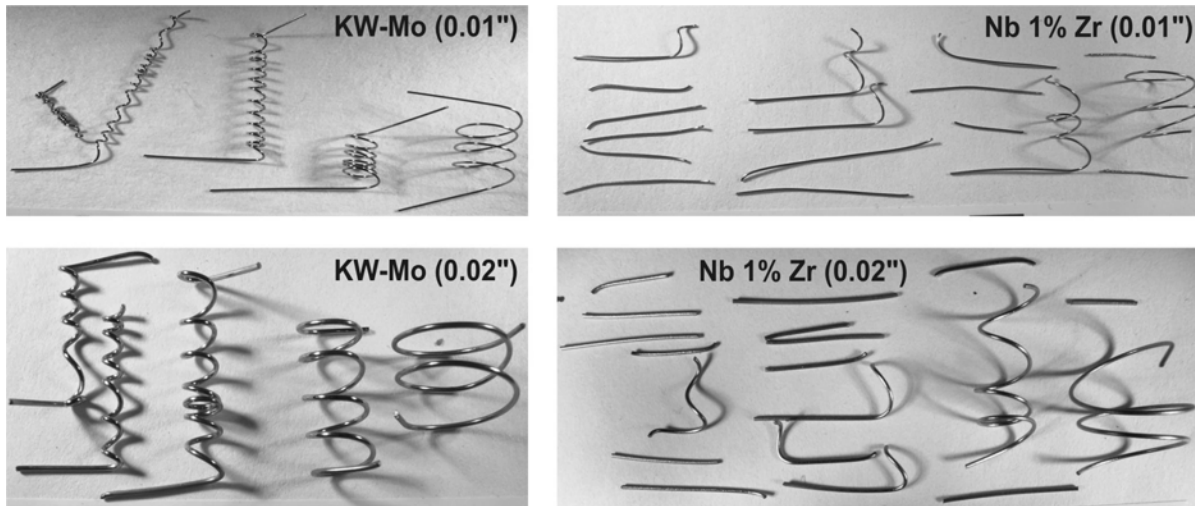 KW-Mo (0.01")
Nb 1% Zr (0.01")
KW-Mo (0.02")
Nb 1% Zr (0.02")